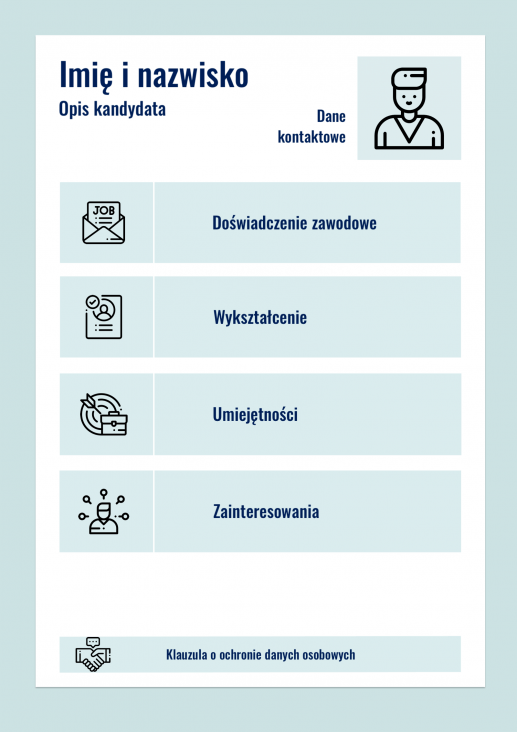 Imię i nazwisko
Opis kandydata
Dane
kontaktowe
JOB
Doświadczenie zawodowe
Wykształcenie
Umiejętności
Zainteresowania
Klauzula o ochronie danych osobowych